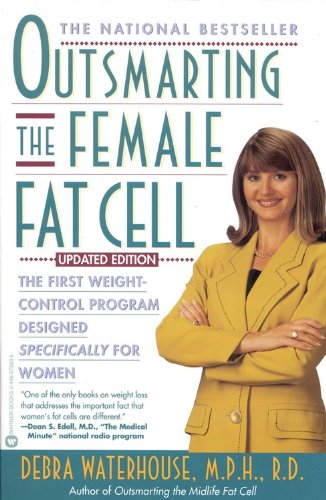 THE NATIONAL BESTSELLER
OUTSMARTING
THE FEMALE
FAT CELL
UPDATED EDITION
THE FIRST WEIGHT-
CONTROL PROGRAM
DESIGNED
SPECIFICALLY FOR
WOMEN
"One of the only books on weight loss
that addresses the important fact that
women's fat cells are different."
—Dean S. Edell, M.D., "The Medical
Minute" national radio program
DEBRA WATERHOUSE, M.P.H., R.D.
Author of Outsmarting the Midlife Fat Cell